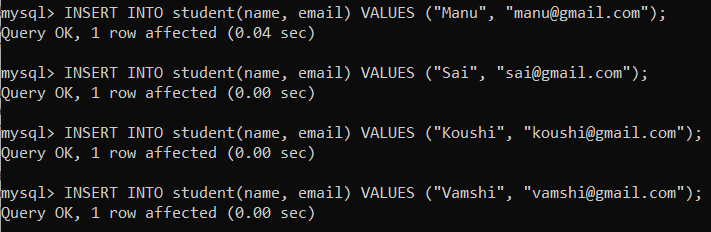 mysql> INSERT INTO student(name, email) VALUES ("Manu", "manu@gmail.com");
Query OK, 1 row affected (0.04 sec)
mysql> INSERT INTO student(name, email) VALUES ("Sai", "sai@gmail.com");
Query OK, 1 row affected (0.00 sec)
mysql> INSERT INTO student(name, email) VALUES ("Koushi", "koushi@gmail.com");
Query OK, 1 row affected (0.00 sec)
mysql> INSERT INTO student(name, email) VALUES ("Vamshi", "vamshi@gmail.com");
Query OK, 1 row affected (0.00 sec)